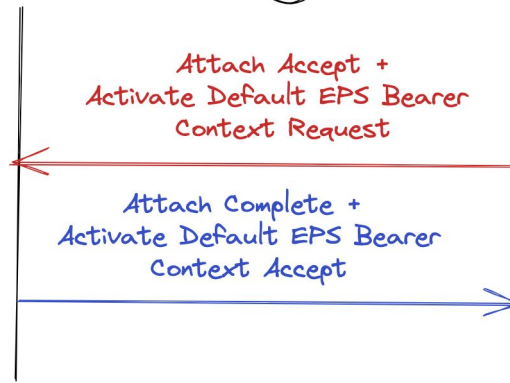 Attach Accept +
Activate Default EPS Bearer
Context Request
Attach Complete +
Activate Default EPS Bearer
Context Accept